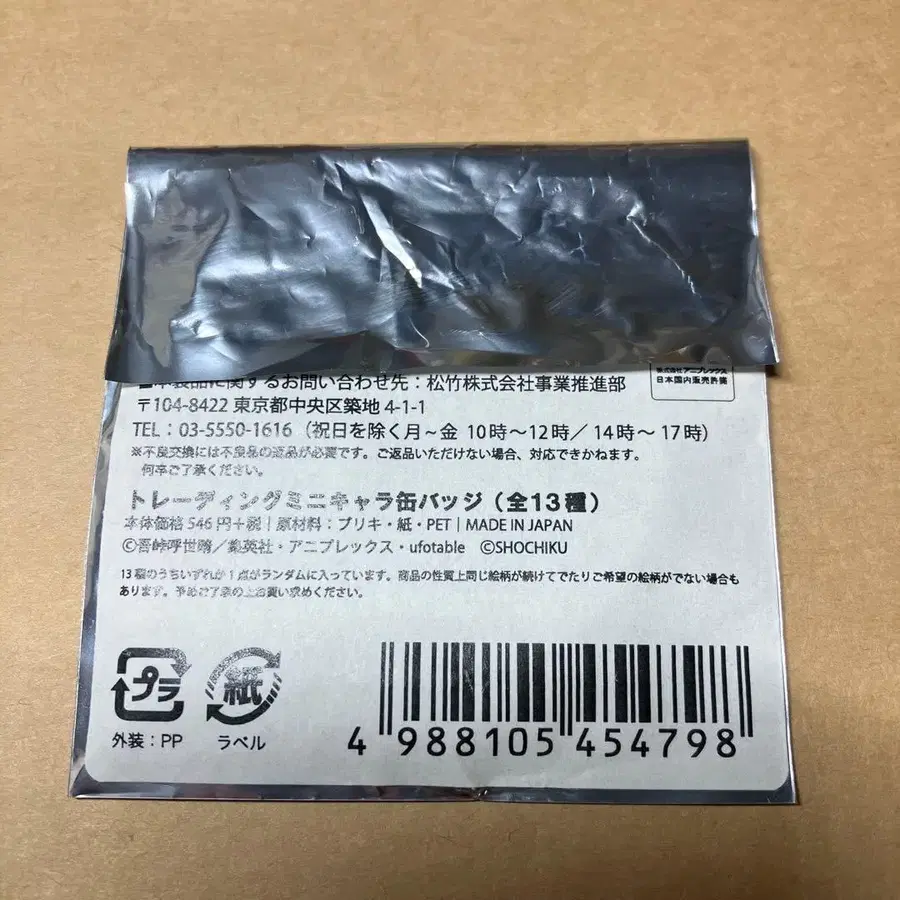 株式会社アニプレックス
日本国内販売許諾
本製品に関するお問い合わせ先：松竹株式会社事業推進部
〒104-8422 東京都中央区築地 4-1-1
TEL：03-5550-1616（祝日を除く月～金 10時～12時／14時～17時）
※不良交換には不良品の返品が必要です。ご返品いただけない場合、対応できかねます。
何卒ご了承ください。
トレーディングミニキャラ缶バッジ（全13種）
本体価格 546円＋税｜原材料：ブリキ・紙・PET｜MADE IN JAPAN
©吾峠呼世晴／集英社・アニプレックス・ufotable ©SHOCHIKU
13種のうちいずれか1点がランダムに入っています。商品の性質上同じ絵柄が続けてでたりご希望の絵柄がでない場合も
あります。予めご了承の上お買い求めください。
プラ
紙
外装：PP
ラベル
4 988105 454798